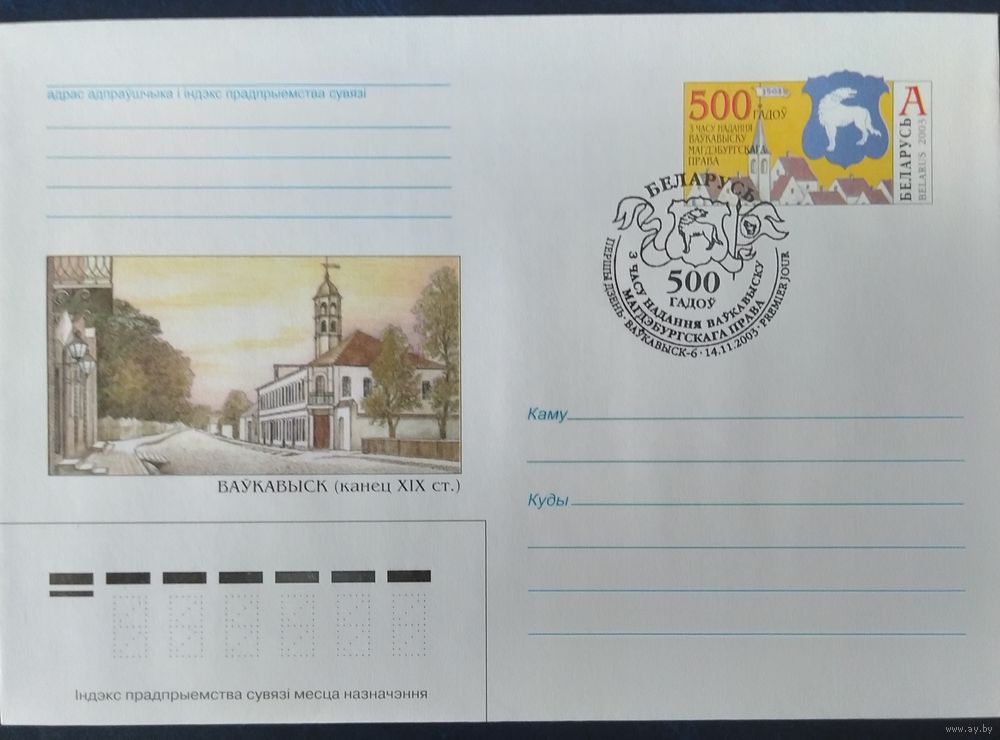 адрас адпраўшчыка і індэкс прадпрыемства сувязі
500 ГАДОЎ
З ЧАСУ НАДАННЯ
ВАЎКАВЫСКУ
МАГДЭБУРГСКАГА
ПРАВА
1503
А
БЕЛАРУСЬ
BELARUS 2003
БЕЛАРУСЬ
500
ГАДОЎ
З ЧАСУ НАДАННЯ ВАЎКАВЫСКУ
МАГДЭБУРГСКАГА ПРАВА
ПЕРШЫ ДЗЕНЬ · ВАЎКАВЫСК-6 · 14.11.2003 · PREMIER JOUR
ВАЎКАВЫСК (канец XIX ст.)
Каму
Куды
Індэкс прадпрыемства сувязі месца назначэння
www.ay.by